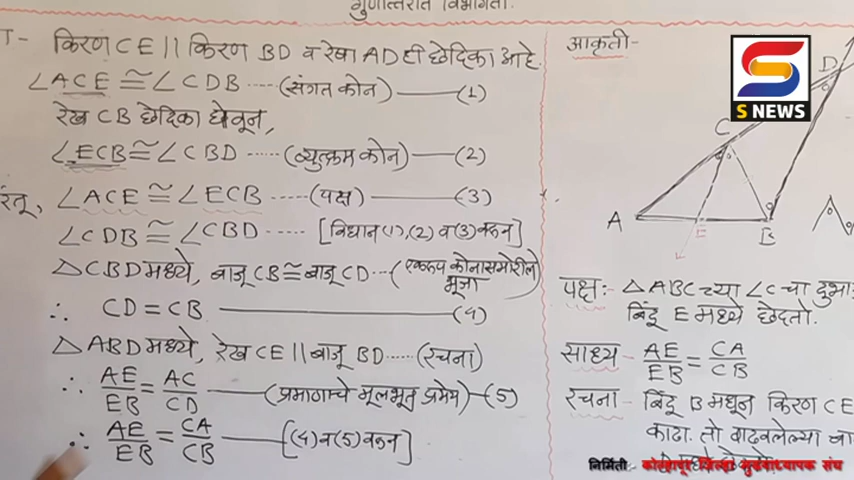 गुणोत्तरात विभागतो.
किरण CE || किरण BD व रेषा AD ही छेदिका आहे.
∠ACE ≅ ∠CDB ..... (संगत कोन) —— (1)
रेख CB छेदिका घेवून,
∠ECB ≅ ∠CBD ..... (व्युत्क्रम कोन) —— (2)
∠ACE ≅ ∠ECB ..... (पक्ष) —— (3)
∠CDB ≅ ∠CBD ..... [विधान (1), (2) व (3) वरून]
△CBD मध्ये, बाजू CB ≅ बाजू CD ... (एकरूप कोनासमोरील भूजा)
∴ CD = CB —— (4)
△ABD मध्ये, रेख CE || बाजू BD ..... (रचना)
∴ AE/EB = AC/CD —— (प्रमाणाचे मूलभूत प्रमेय) — (5)
∴ AE/EB = CA/CB —— [(4) व (5) वरून]
आकृती-
S NEWS
D
C
A
E
B
पक्ष:- △ABC च्या ∠C चा दुभा
बिंदू E मध्ये छेदतो.
साध्य - AE/EB = CA/CB
रचना - बिंदू B मधून किरण CE
काढा. तो वाढवलेल्या बा
निर्मिती - कोल्हापूर जिल्हा मुख्याध्यापक संघ